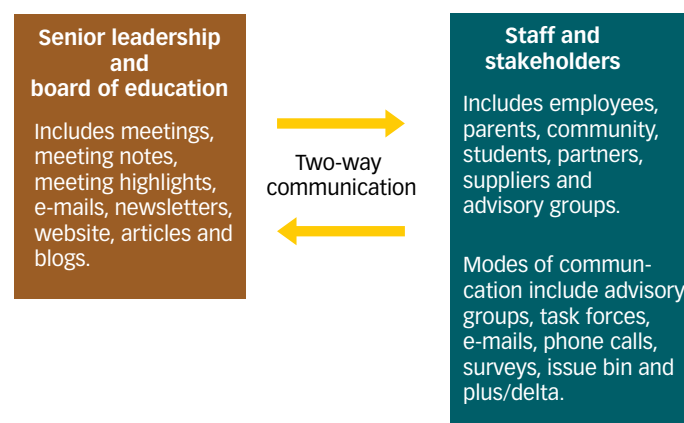 Senior leadership
and
board of education
Includes meetings,
meeting notes,
meeting highlights,
e-mails, newsletters,
website, articles and
blogs.
Two-way
communication
Staff and
stakeholders
Includes employees,
parents, community,
students, partners,
suppliers and
advisory groups.
Modes of commun-
cation include advisory
groups, task forces,
e-mails, phone calls,
surveys, issue bin and
plus/delta.